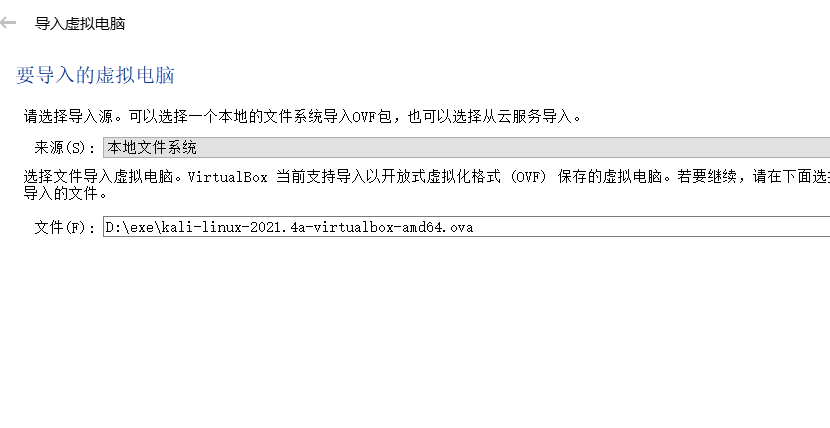 导入虚拟电脑
要导入的虚拟电脑
请选择导入源。可以选择一个本地的文件系统导入OVF包，也可以选择从云服务导入。
来源(S): 本地文件系统
选择文件导入虚拟电脑。VirtualBox 当前支持导入以开放式虚拟化格式 (OVF) 保存的虚拟电脑。若要继续，请在下面选
导入的文件。
文件(F): D:\exe\kali-linux-2021.4a-virtualbox-amd64.ova